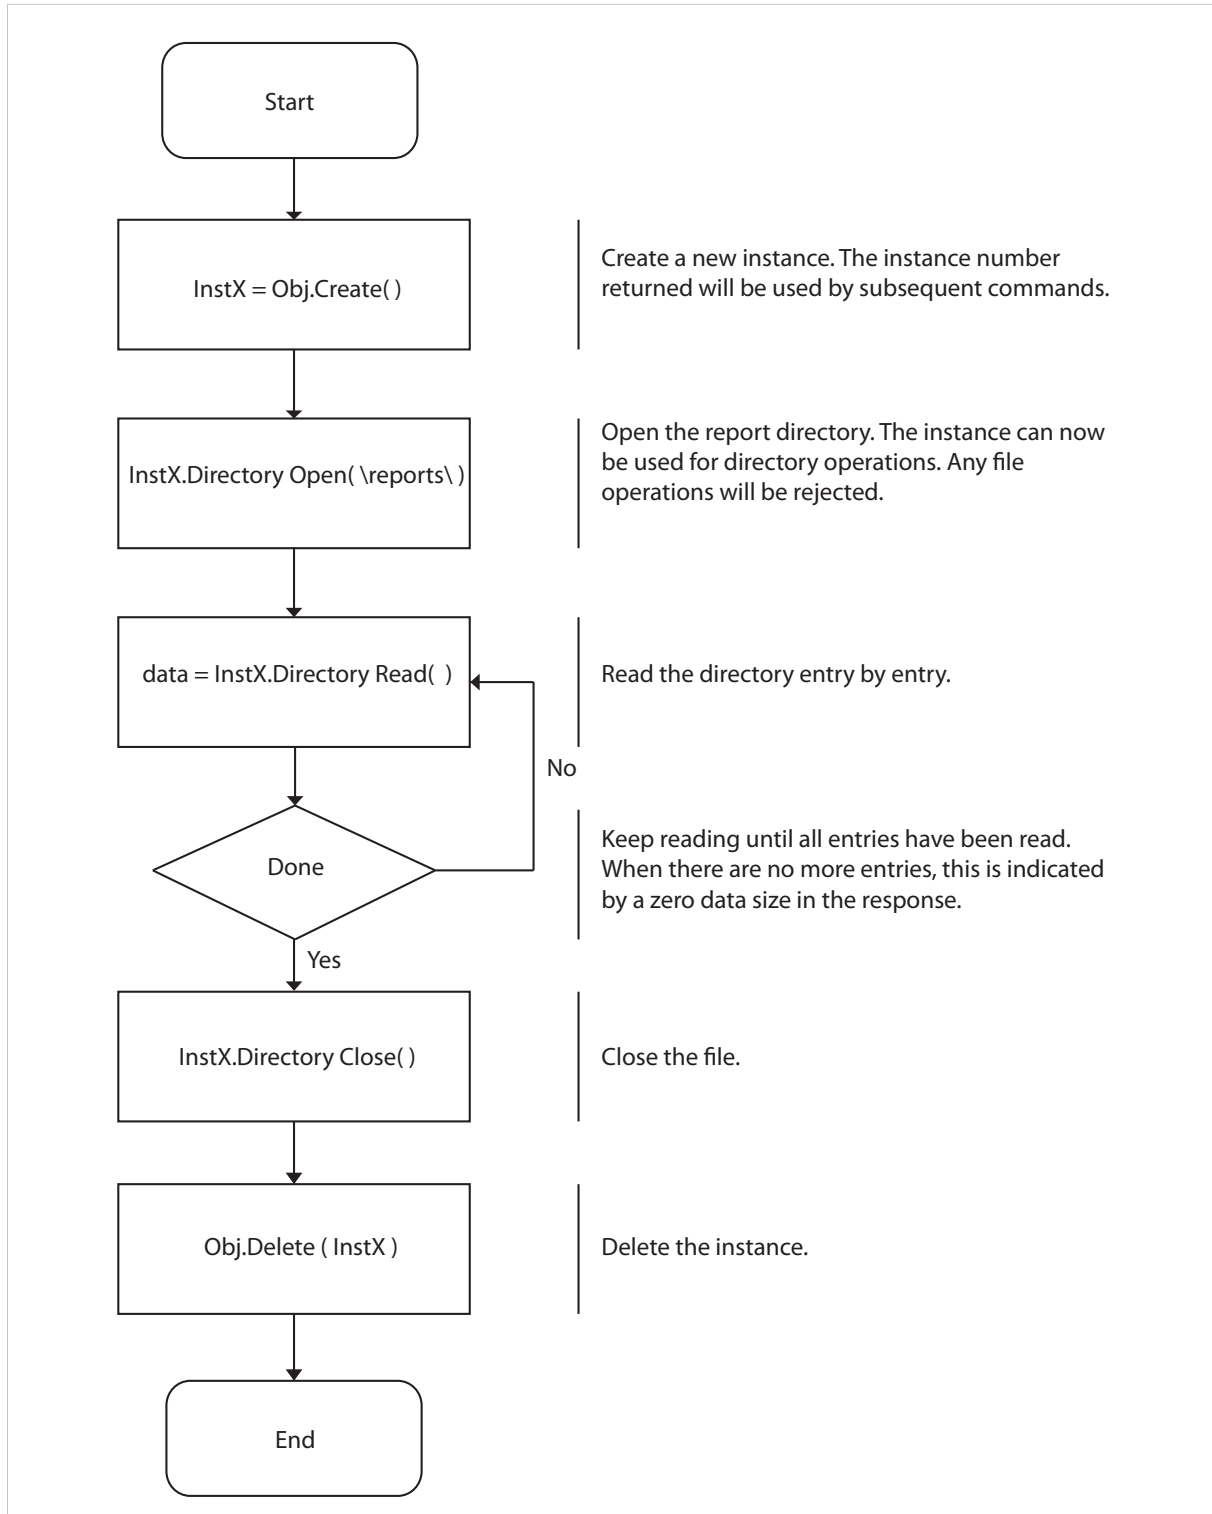 Start
InstX = Obj.Create( )
Create a new instance. The instance number
returned will be used by subsequent commands.
InstX.Directory Open( \reports\ )
Open the report directory. The instance can now
be used for directory operations. Any file
operations will be rejected.
data = InstX.Directory Read(  )
Read the directory entry by entry.
No
Done
Keep reading until all entries have been read.
When there are no more entries, this is indicated
by a zero data size in the response.
Yes
InstX.Directory Close( )
Close the file.
Obj.Delete ( InstX )
Delete the instance.
End